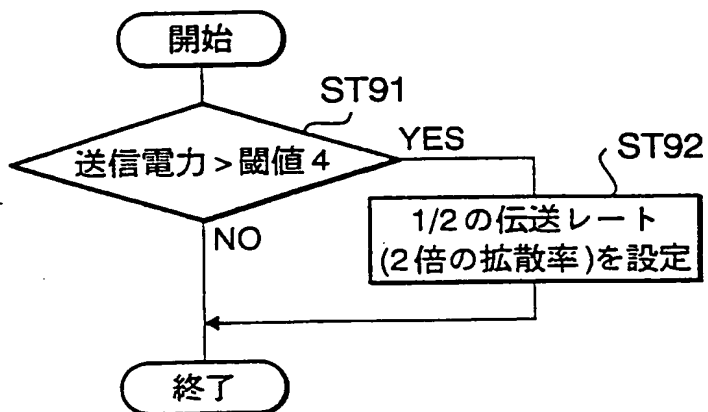 開始
ST91
送信電力>閾値4
YES
ST92
1/2の伝送レート
(2倍の拡散率)を設定
NO
終了